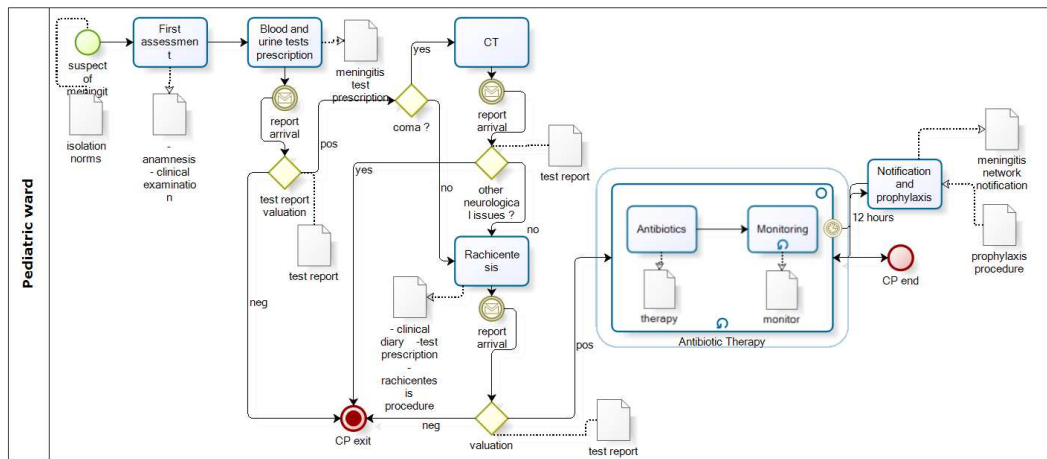 Pediatric ward
suspect
of
meningit
isolation
norms
First
assessmen
t
-
anamnesis
- clinical
examinatio
n
Blood and
urine tests
prescription
meningitis
test
prescription
report
arrival
test report
valuation
test report
neg
pos
coma ?
yes
no
CT
report
arrival
other
neurologica
l issues ?
yes
no
test report
Rachicente
sis
- clinical
diary -test
prescription
-
rachicentes
is
procedure
report
arrival
valuation
neg
pos
test report
CP exit
Antibiotics
Monitoring
therapy
monitor
Antibiotic Therapy
12 hours
Notification
and
prophylaxis
meningitis
network
notification
prophylaxis
procedure
CP end